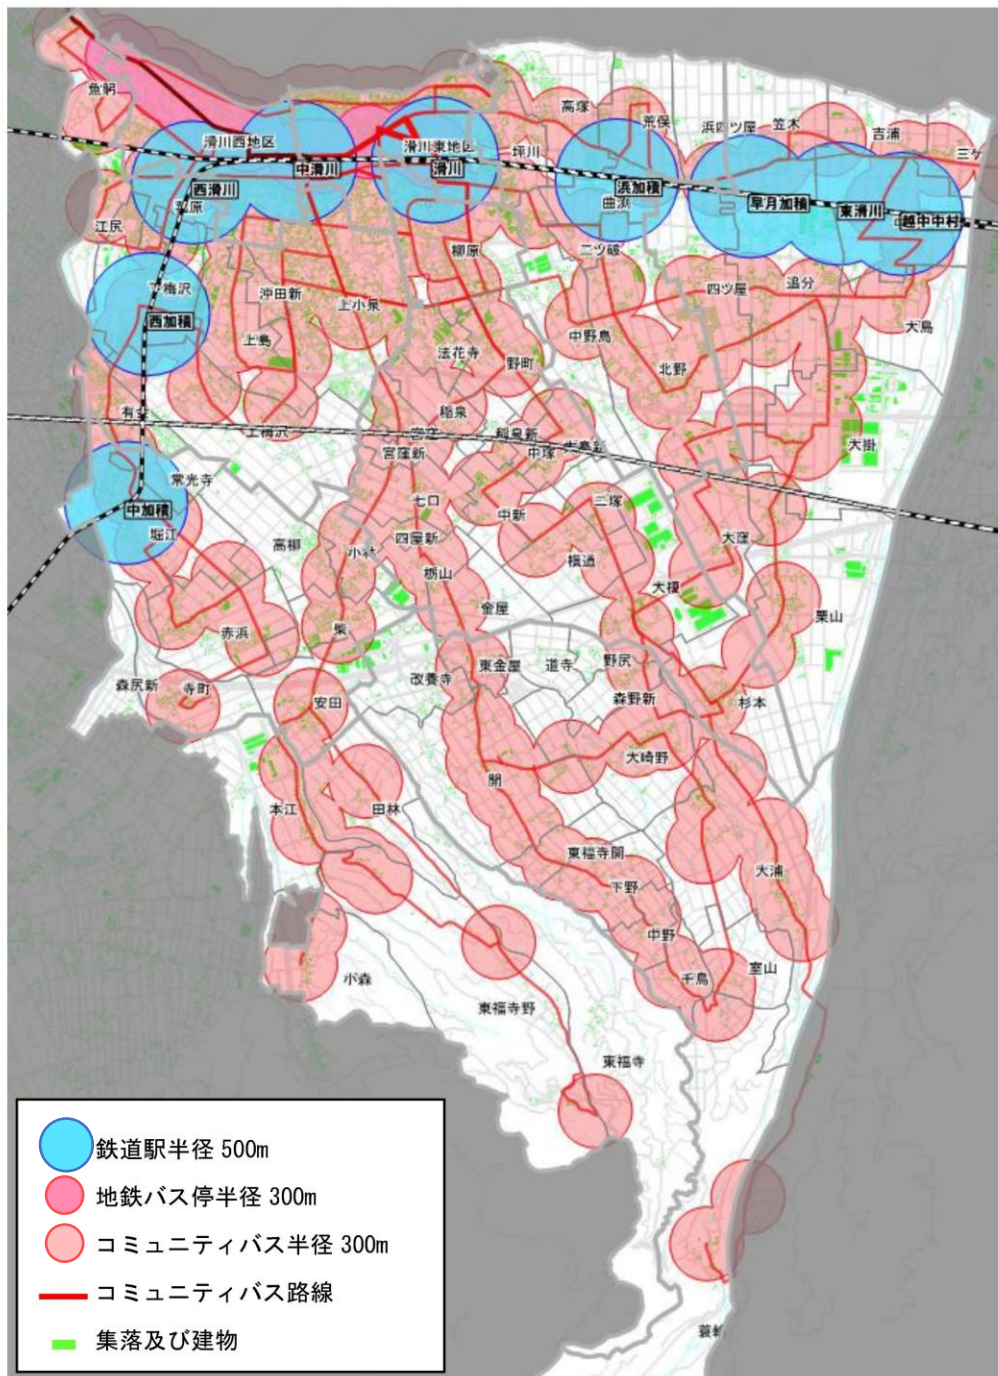 魚躬
高塚
荒俣
浜四ツ屋
笠木
吉浦
三ケ
滑川西地区
滑川東地区
坪川
中滑川
滑川
西滑川
浜加積
早月加積
東滑川
越中中村
江尻
曲渕
柳原
二ツ破
下梅沢
沖田新
上小泉
四ツ屋
追分
西加積
上島
法花寺
野町
中野島
北野
大島
有金
上梅沢
稲泉
宮窪
稲泉新
大掛
宮窪新
中塚
常光寺
七口
中加積
中新
二塚
堀江
高柳
小林
四屋新
横道
大窪
栃山
大榎
金屋
栗山
赤浜
柴
東金屋
道寺
野尻
改養寺
森尻新
寺町
安田
森野新
杉本
開
大崎野
本江
田林
東福寺開
下野
大浦
中野
千鳥
室山
小森
東福寺野
東福寺
蓑輪
鉄道駅半径 500m
地鉄バス停半径 300m
コミュニティバス半径 300m
コミュニティバス路線
集落及び建物